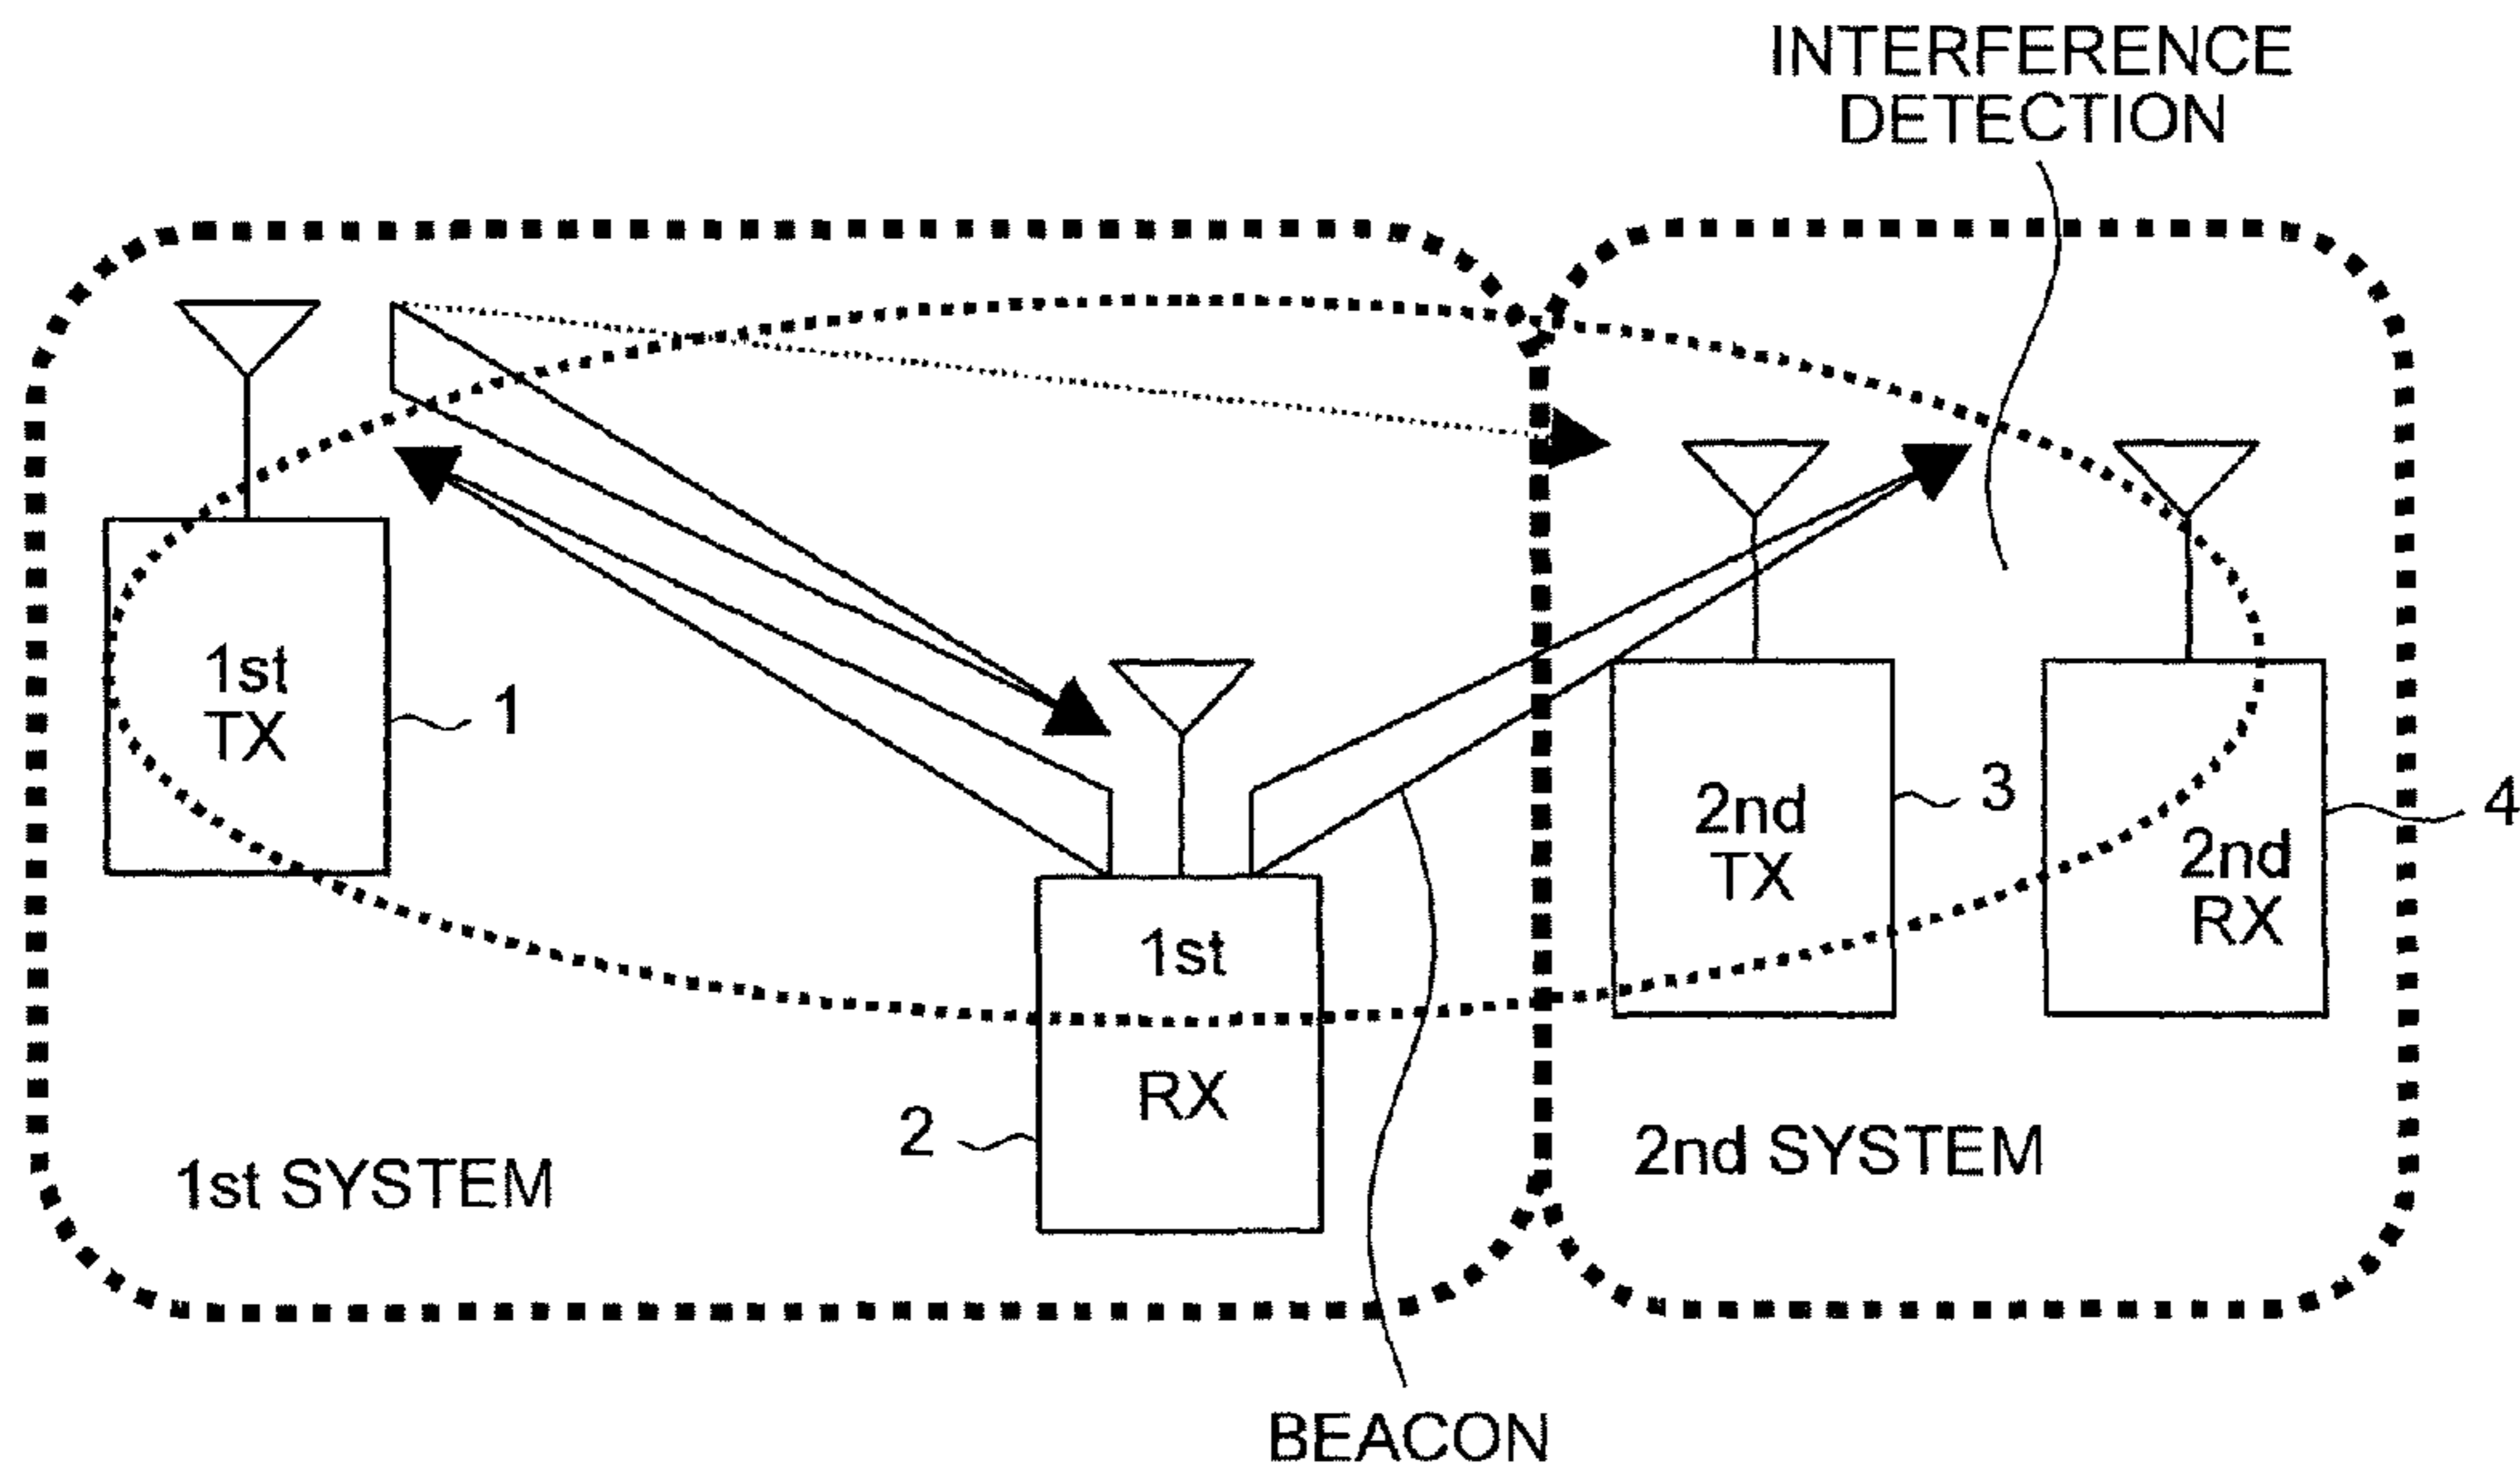 INTERFERENCE
DETECTION
1st
TX
1
1st
RX
2
2nd
TX
3
2nd
RX
4
1st SYSTEM
2nd SYSTEM
BEACON